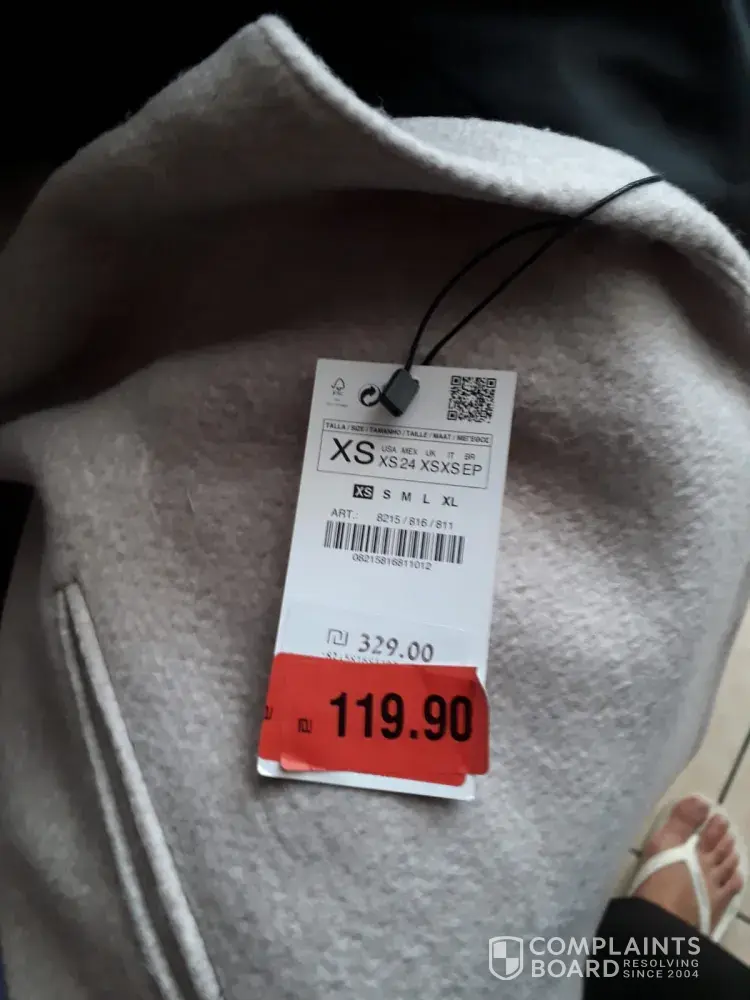 TALLA / SIZE / TAMANHO / TAILLE / MAAT / МЕГЕӨОЕ
XS
USA MEX UK IT BR
XS 24 XS XS EP
XS S M L XL
ART.: 8215 / 816 / 811
08215816811012
₪ 329.00
₪ 119.90
COMPLAINTS
BOARD RESOLVING
SINCE 2004